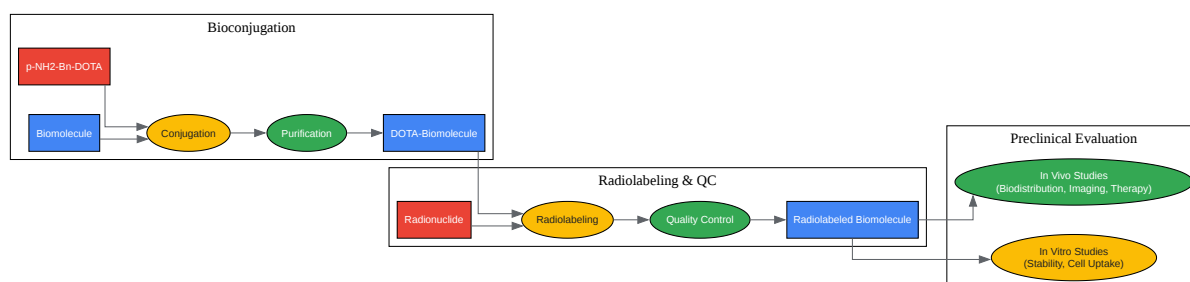 Bioconjugation
p-NH2-Bn-DOTA
Biomolecule
Conjugation
Purification
DOTA-Biomolecule
Radiolabeling & QC
Radionuclide
Radiolabeling
Quality Control
Radiolabeled Biomolecule
Preclinical Evaluation
In Vivo Studies
(Biodistribution, Imaging, Therapy)
In Vitro Studies
(Stability, Cell Uptake)